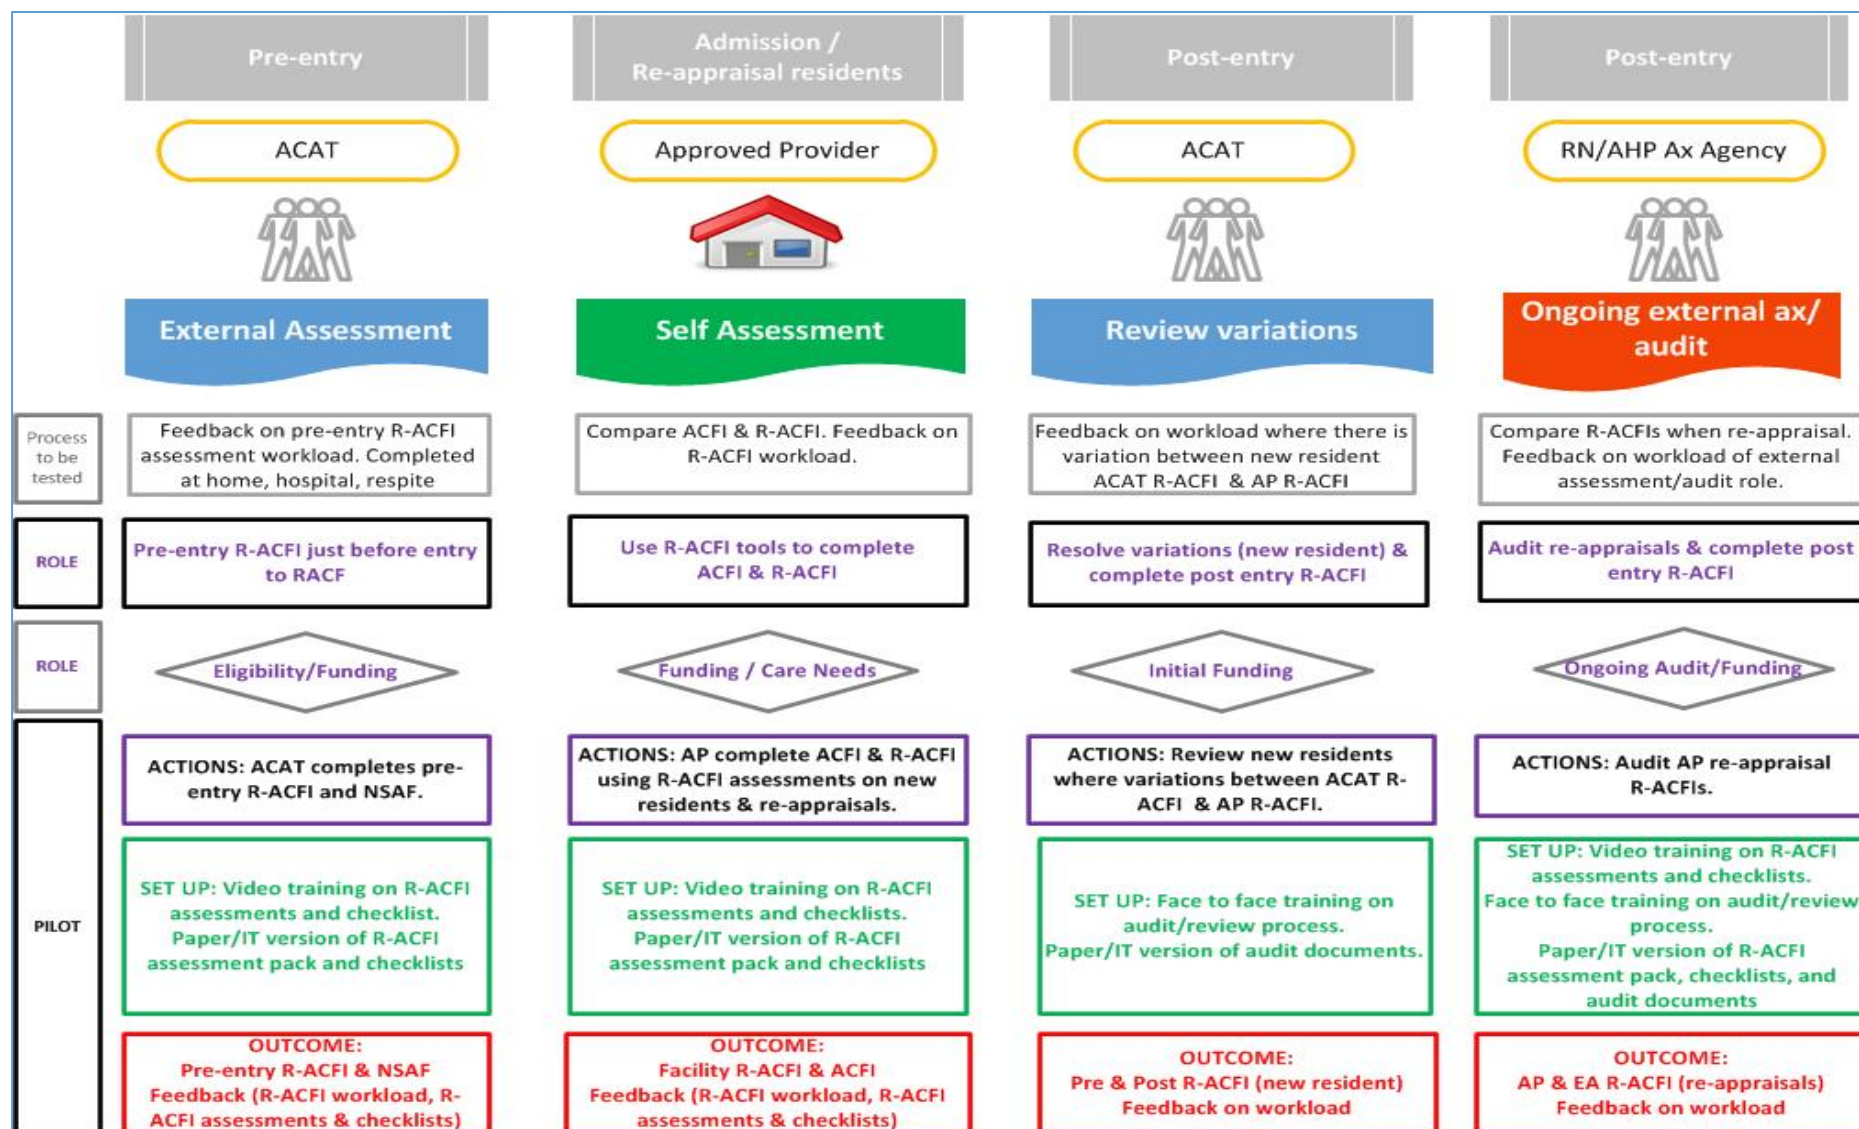 Pre-entry
Admission /
Re-appraisal residents
Post-entry
Post-entry
ACAT
Approved Provider
ACAT
RN/AHP Ax Agency
External Assessment
Self Assessment
Review variations
Ongoing external ax/
audit
Process
to be
tested
Feedback on pre-entry R-ACFI
assessment workload. Completed
at home, hospital, respite
Compare ACFI & R-ACFI. Feedback on
R-ACFI workload.
Feedback on workload where there is
variation between new resident
ACAT R-ACFI & AP R-ACFI
Compare R-ACFIs when re-appraisal.
Feedback on workload of external
assessment/audit role.
ROLE
Pre-entry R-ACFI just before entry
to RACF
Use R-ACFI tools to complete
ACFI & R-ACFI
Resolve variations (new resident) &
complete post entry R-ACFI
Audit re-appraisals & complete post
entry R-ACFI
ROLE
Eligibility/Funding
Funding / Care Needs
Initial Funding
Ongoing Audit/Funding
PILOT
ACTIONS: ACAT completes pre-
entry R-ACFI and NSAF.
ACTIONS: AP complete ACFI & R-ACFI
using R-ACFI assessments on new
residents & re-appraisals.
ACTIONS: Review new residents
where variations between ACAT R-
ACFI & AP R-ACFI.
ACTIONS: Audit AP re-appraisal
R-ACFIs.
SET UP: Video training on R-ACFI
assessments and checklist.
Paper/IT version of R-ACFI
assessment pack and checklists
SET UP: Video training on R-ACFI
assessments and checklists.
Paper/IT version of R-ACFI
assessment pack and checklists
SET UP: Face to face training on
audit/review process.
Paper/IT version of audit documents.
SET UP: Video training on R-ACFI
assessments and checklists.
Face to face training on audit/review
process.
Paper/IT version of R-ACFI
assessment pack, checklists, and
audit documents
OUTCOME:
Pre-entry R-ACFI & NSAF
Feedback (R-ACFI workload, R-
ACFI assessments & checklists)
OUTCOME:
Facility R-ACFI & ACFI
Feedback (R-ACFI workload, R-ACFI
assessments & checklists)
OUTCOME:
Pre & Post R-ACFI (new resident)
Feedback on workload
OUTCOME:
AP & EA R-ACFI (re-appraisals)
Feedback on workload